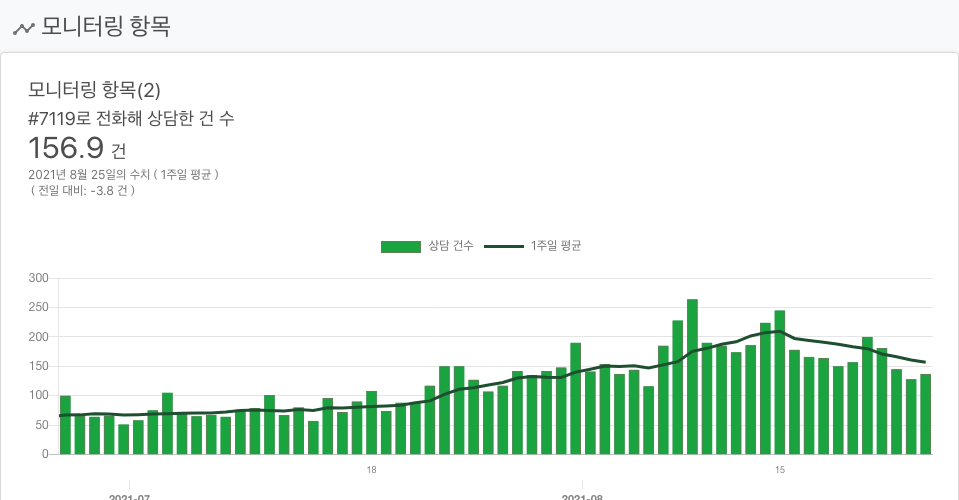 모니터링 항목
모니터링 항목(2)
#7119로 전화해 상담한 건 수
156.9 건
2021년 8월 25일의 수치 ( 1주일 평균 )
( 전일 대비: -3.8 건 )
상담 건수 1주일 평균
300
250
200
150
100
50
0
18 15
2021-07 2021-08